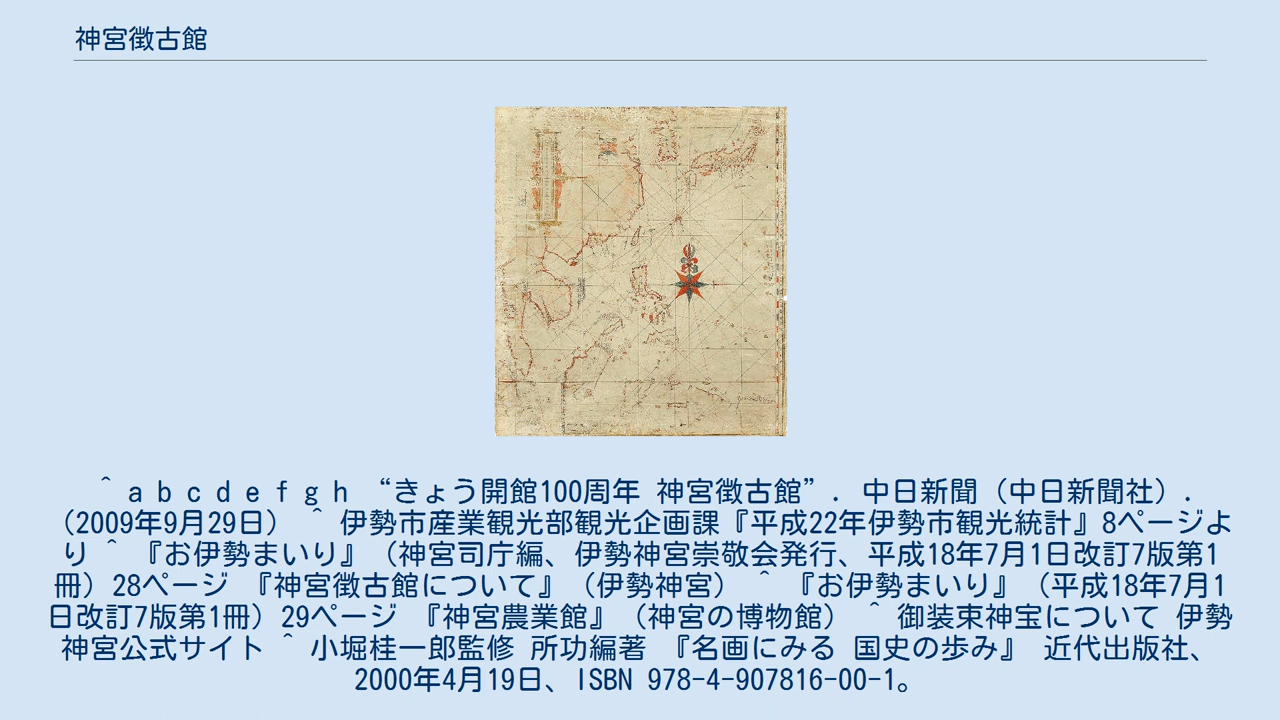 神宮徴古館
^ a b c d e f g h “きょう開館100周年 神宮徴古館”. 中日新聞 (中日新聞社).
(2009年9月29日) ^ 伊勢市産業観光部観光企画課『平成22年伊勢市観光統計』8ページよ
り ^ 『お伊勢まいり』（神宮司庁編、伊勢神宮崇敬会発行、平成18年7月1日改訂7版第1
冊）28ページ 『神宮徴古館について』（伊勢神宮） ^ 『お伊勢まいり』（平成18年7月1
日改訂7版第1冊）29ページ 『神宮農業館』（神宮の博物館） ^ 御装束神宝について 伊勢
神宮公式サイト ^ 小堀桂一郎監修 所功編著 『名画にみる 国史の歩み』 近代出版社、
2000年4月19日、ISBN 978-4-907816-00-1。